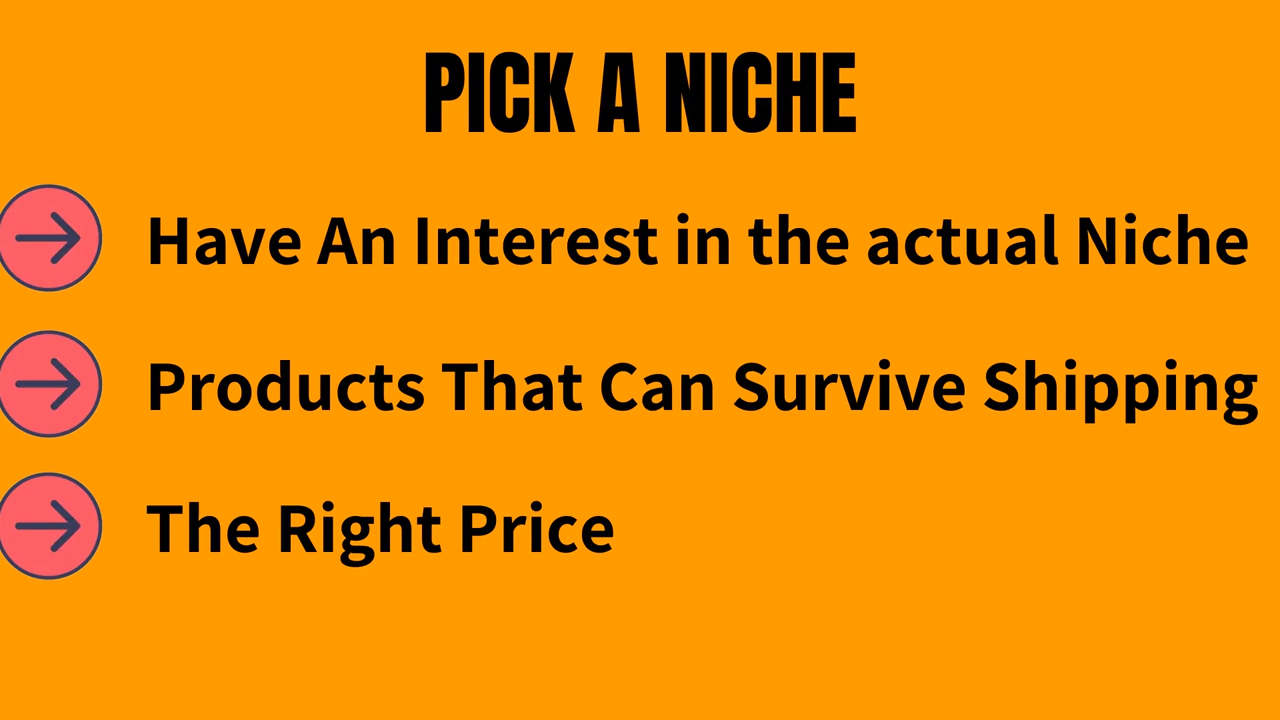 PICK A NICHE
Have An Interest in the actual Niche
Products That Can Survive Shipping
The Right Price